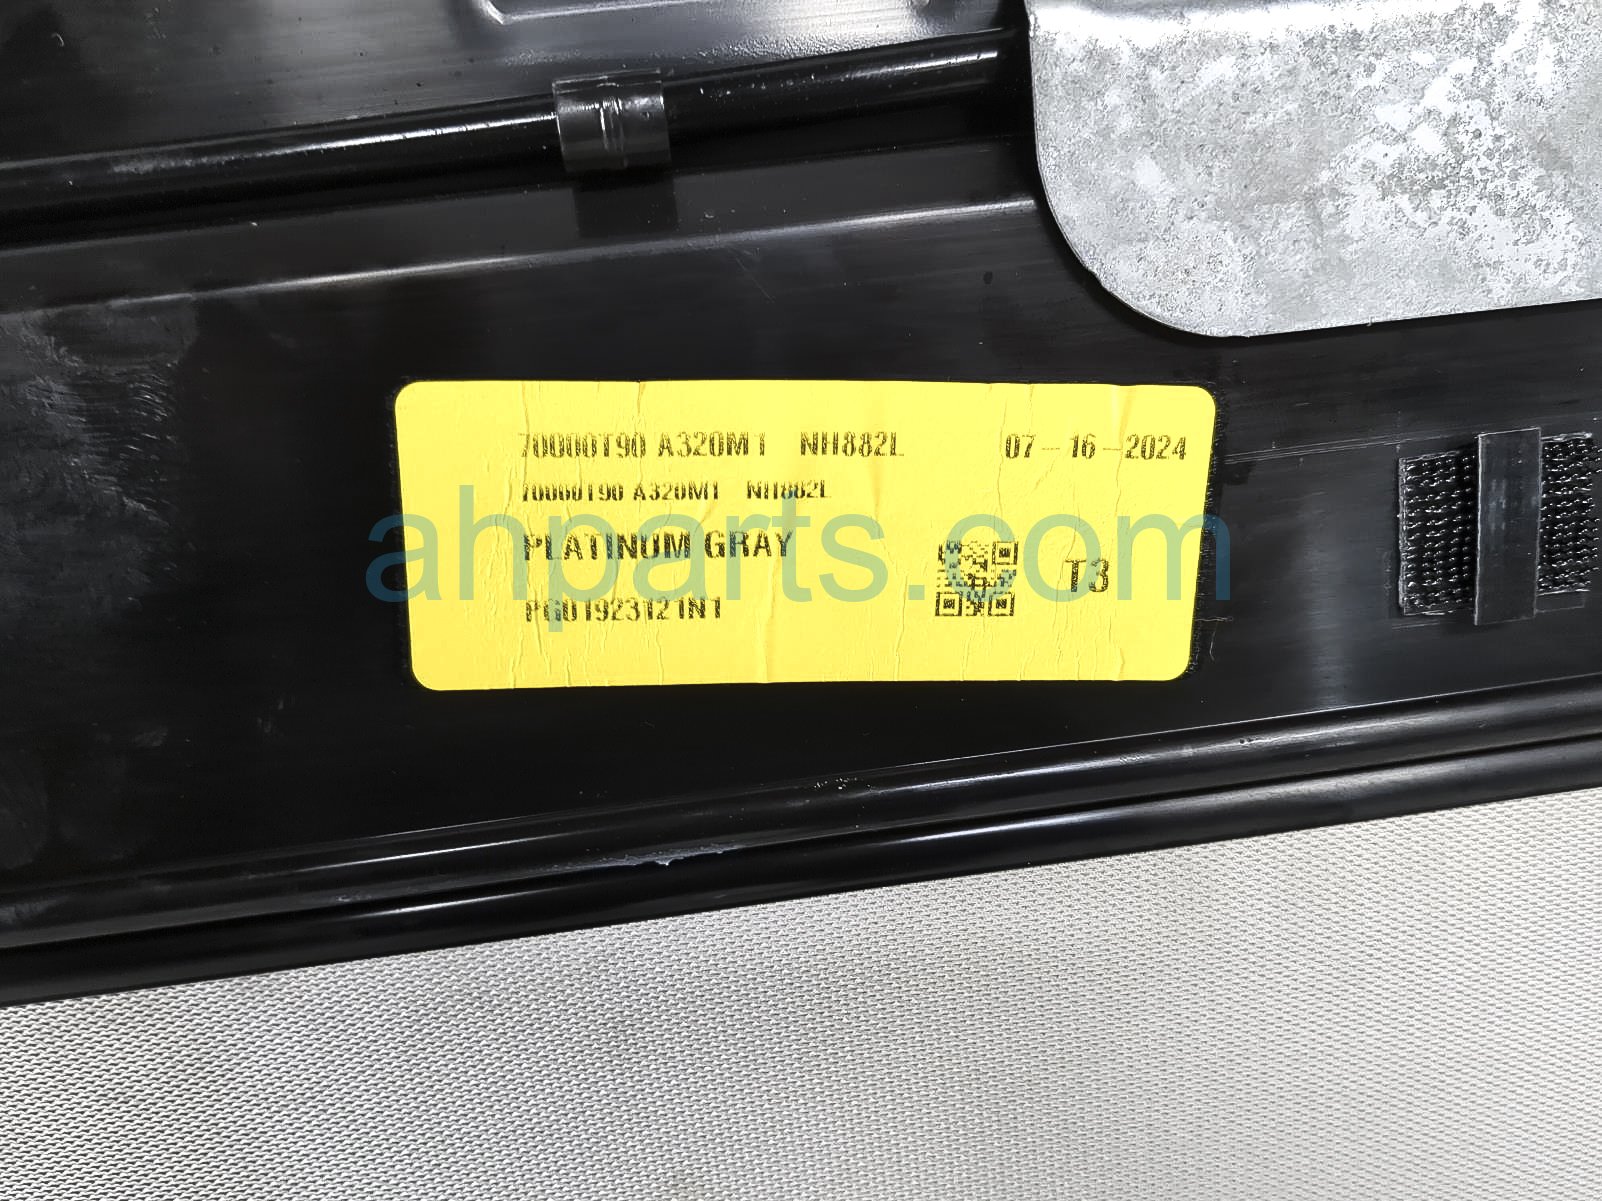 70000T90 A320M1 NH882L 07-16-2024
70000T90 A320M1 NH882L
PLATINUM GRAY
PG01923121N1
T3
ahparts.com